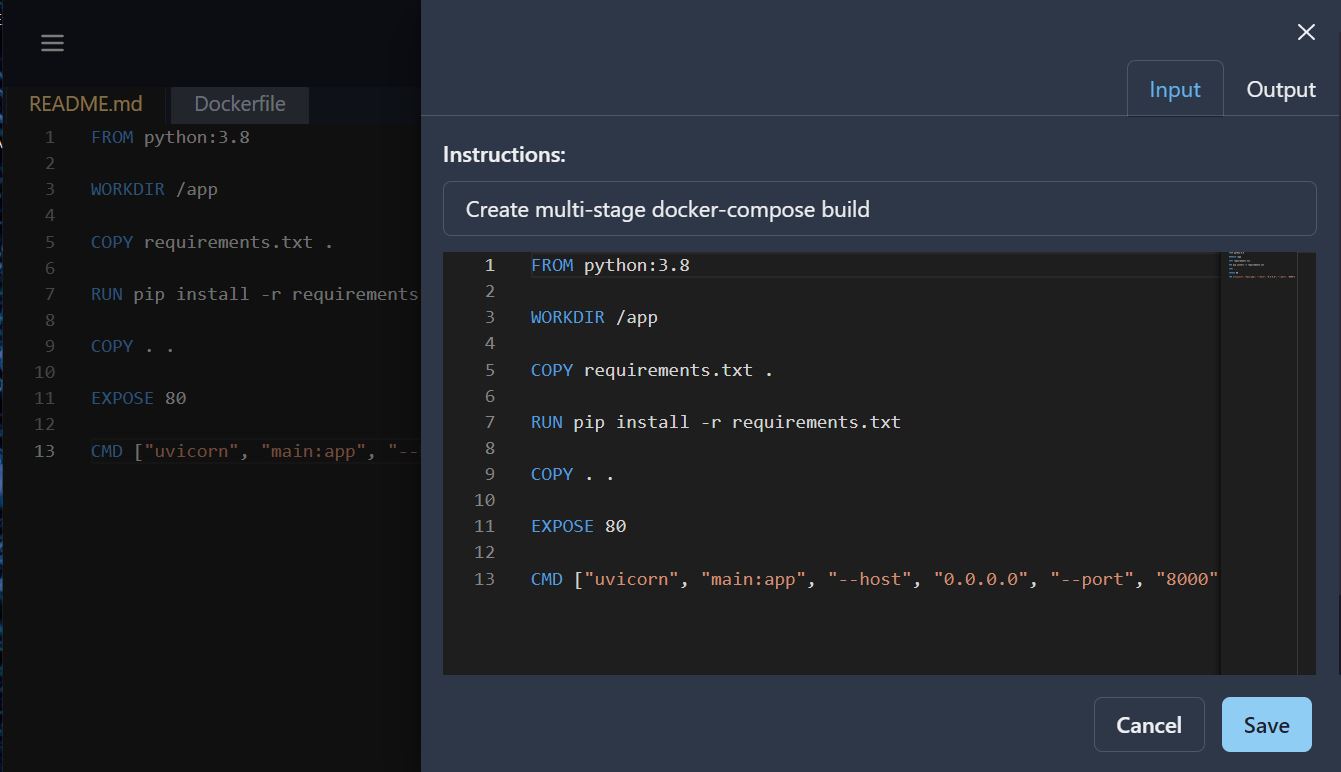 README.md Dockerfile
1 FROM python:3.8
2
3 WORKDIR /app
4
5 COPY requirements.txt .
6
7 RUN pip install -r requirements
8
9 COPY . .
10
11 EXPOSE 80
12
13 CMD ["uvicorn", "main:app", "--
Input Output
Instructions:
Create multi-stage docker-compose build
1 FROM python:3.8
2
3 WORKDIR /app
4
5 COPY requirements.txt .
6
7 RUN pip install -r requirements.txt
8
9 COPY . .
10
11 EXPOSE 80
12
13 CMD ["uvicorn", "main:app", "--host", "0.0.0.0", "--port", "8000"
Cancel Save